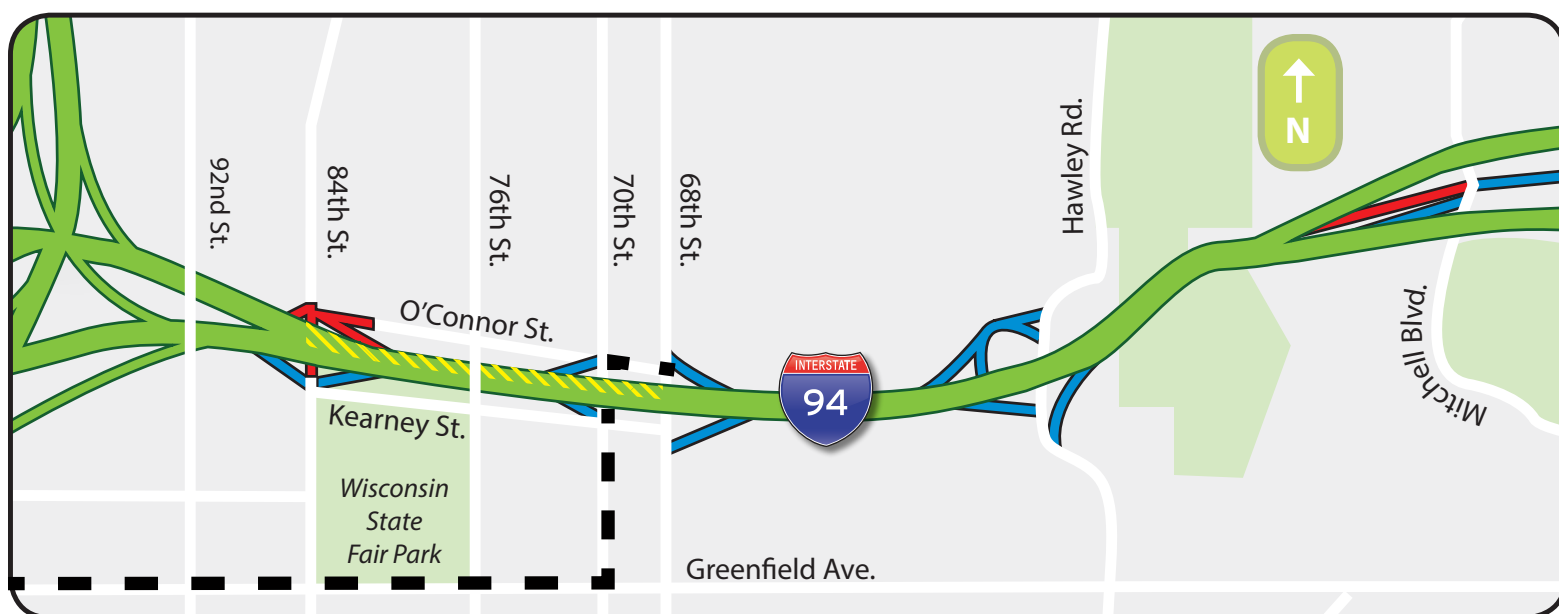 92nd St.
84th St.
76th St.
70th St.
68th St.
Hawley Rd.
N
O'Connor St.
INTERSTATE
94
Mitchell Blvd.
Kearney St.
Wisconsin
State
Fair Park
Greenfield Ave.